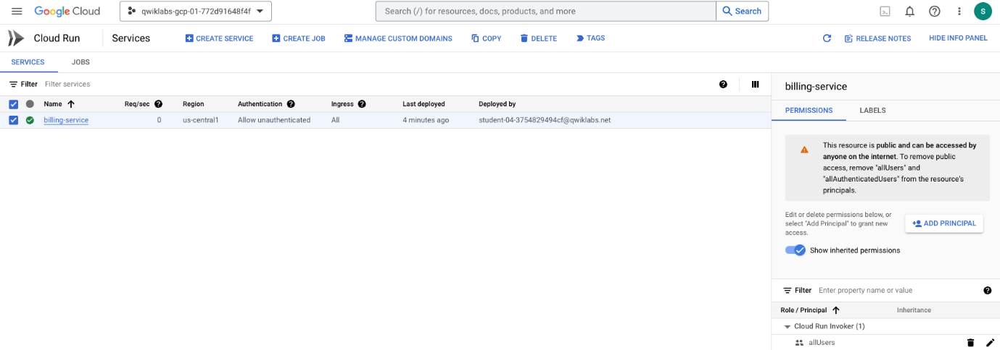 Google Cloud
qwiklabs-gcp-01-772d91648f4f
Search (/) for resources, docs, products, and more
Search
S
Cloud Run
Services
CREATE SERVICE
CREATE JOB
MANAGE CUSTOM DOMAINS
COPY
DELETE
TAGS
RELEASE NOTES
HIDE INFO PANEL
SERVICES
JOBS
Filter
Filter services
Name
Req/sec
Region
Authentication
Ingress
Last deployed
Deployed by
billing-service
0
us-central1
Allow unauthenticated
All
4 minutes ago
student-04-3754829494cf@qwiklabs.net
billing-service
PERMISSIONS
LABELS
This resource is public and can be accessed by
anyone on the internet. To remove public
access, remove "allUsers" and
"allAuthenticatedUsers" from the resource's
principals.
Edit or delete permissions below, or
select "Add Principal" to grant new
access.
ADD PRINCIPAL
Show inherited permissions
Filter
Enter property name or value
Role / Principal
Inheritance
Cloud Run Invoker (1)
allUsers